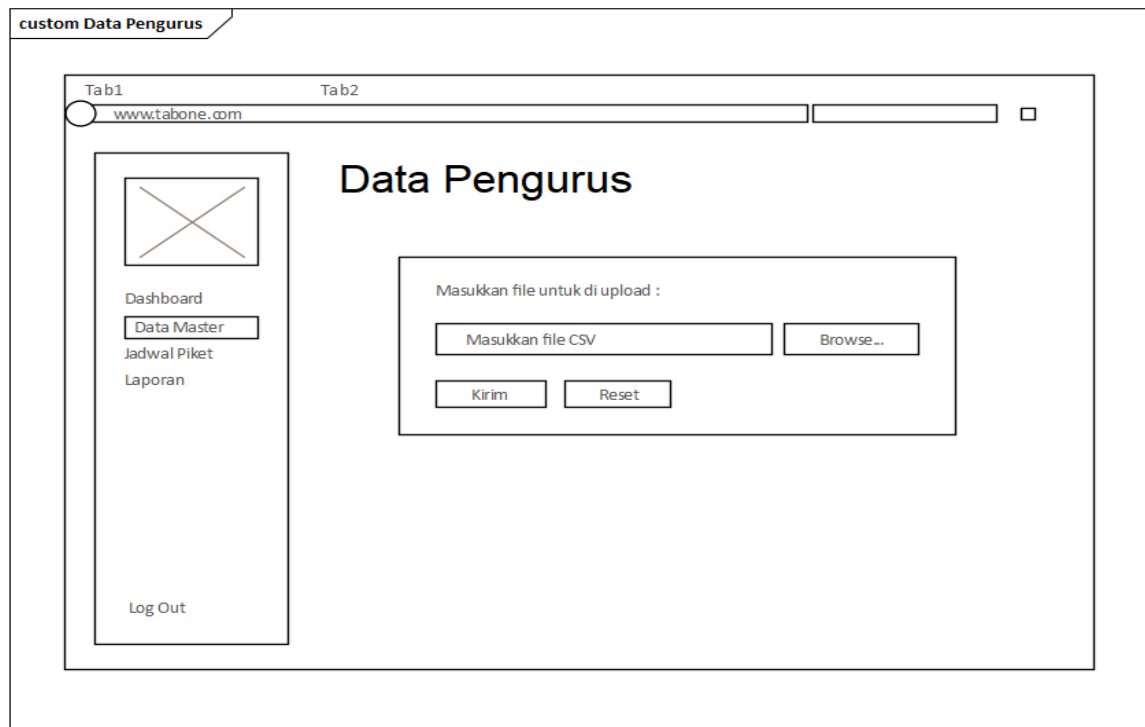 custom Data Pengurus
Tab1 Tab2
www.tabone.com
Data Pengurus
Dashboard
Data Master
Jadwal Piket
Laporan
Log Out
Masukkan file untuk di upload :
Masukkan file CSV Browse...
Kirim Reset